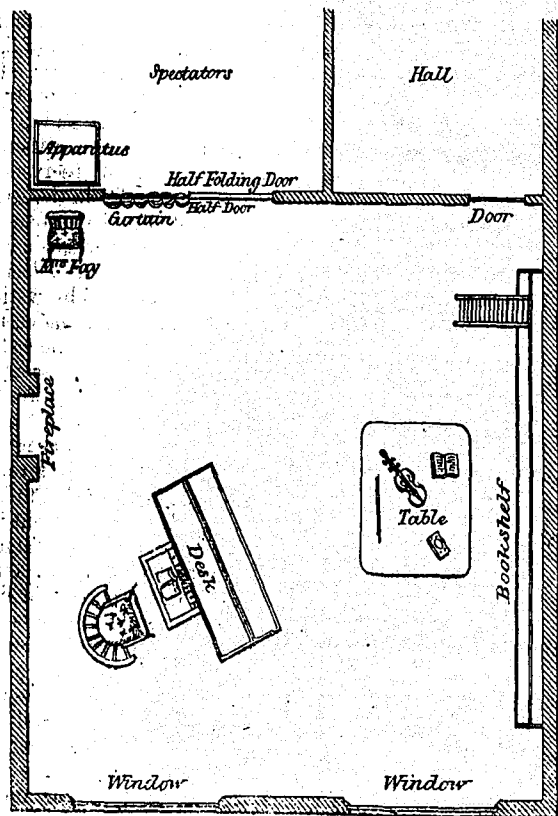 Spectators
Hall
Apparatus
Half Folding Door
Curtain
Half Door
Door
Mrs Fay
Fireplace
Bookshelf
Table
Desk
Window
Window